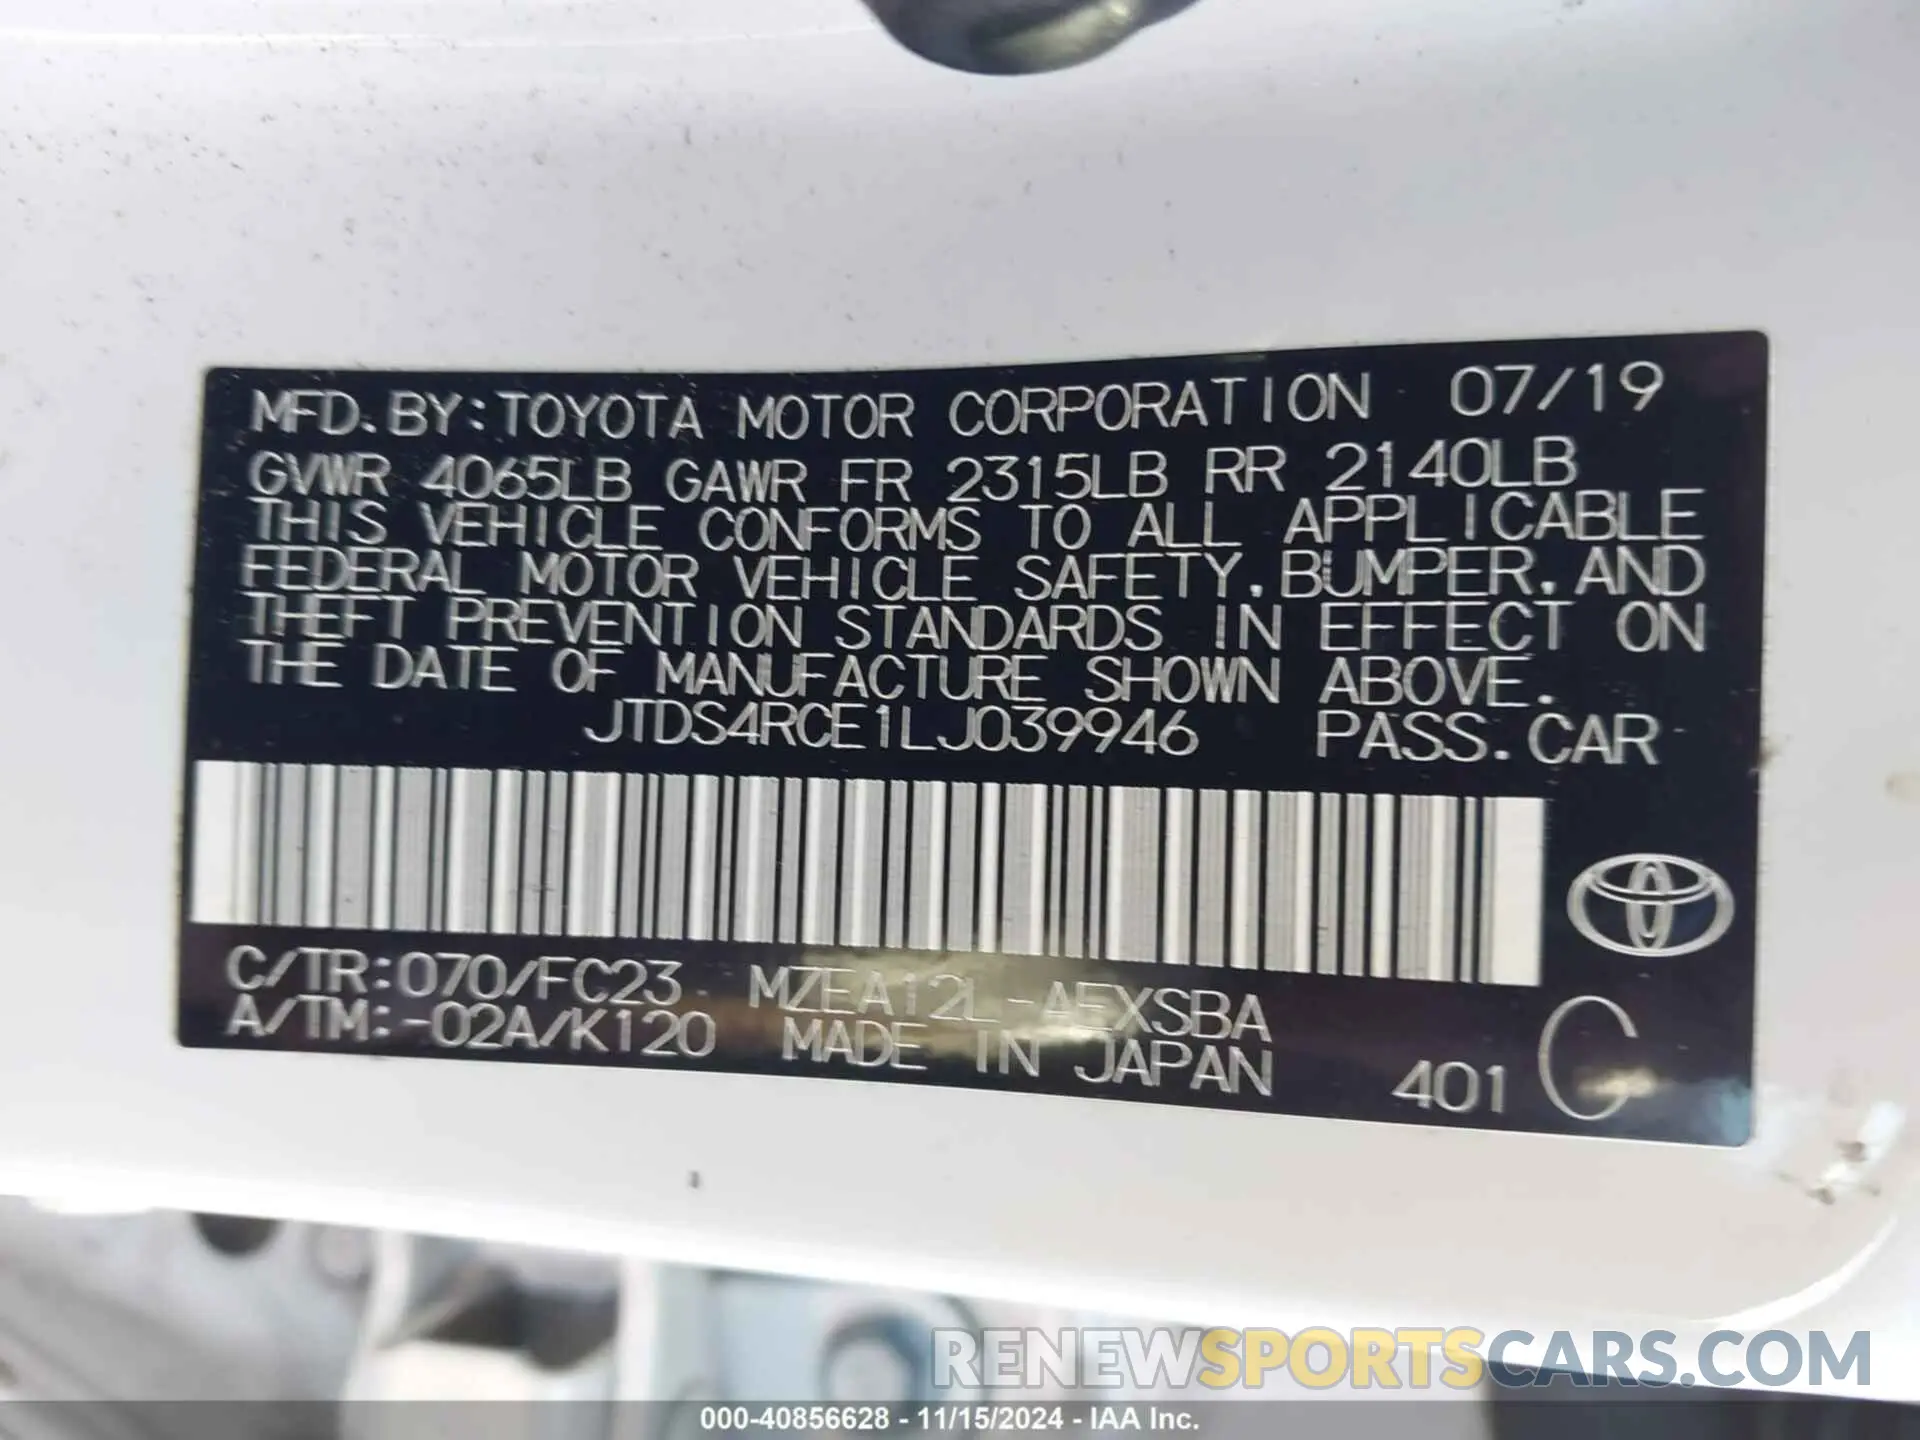 MFD.BY:TOYOTA MOTOR CORPORATION 07/19
GVWR 4065LB GAWR FR 2315LB RR 2140LB
THIS VEHICLE CONFORMS TO ALL APPLICABLE
FEDERAL MOTOR VEHICLE SAFETY,BUMPER,AND
THEFT PREVENTION STANDARDS IN EFFECT ON
THE DATE OF MANUFACTURE SHOWN ABOVE.
JTDS4RCE1LJ039946 PASS.CAR
C/TR:070/FC23 MZEA12L-AEXSBA
A/TM:-02A/K120 MADE IN JAPAN 401 C
RENEWSPORTSCARS.COM
000-40856628 - 11/15/2024 - IAA Inc.